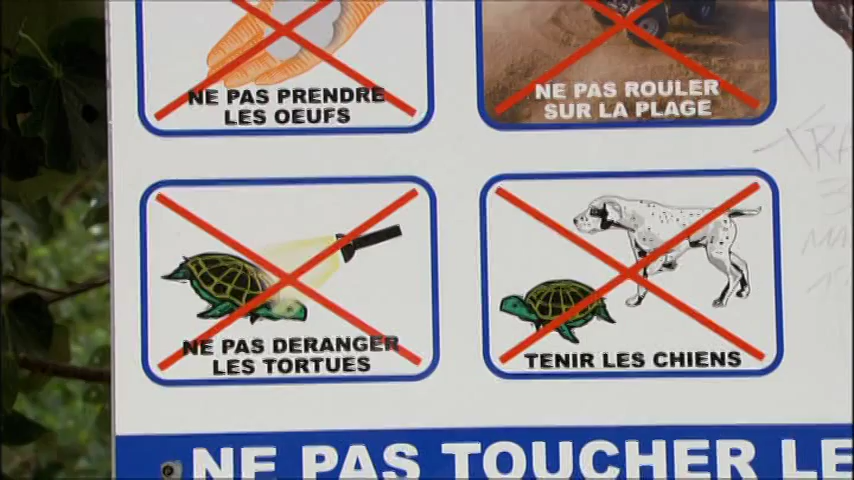 NE PAS PRENDRE
LES OEUFS
NE PAS ROULER
SUR LA PLAGE
NE PAS DERANGER
LES TORTUES
TENIR LES CHIENS
NE PAS TOUCHER LE